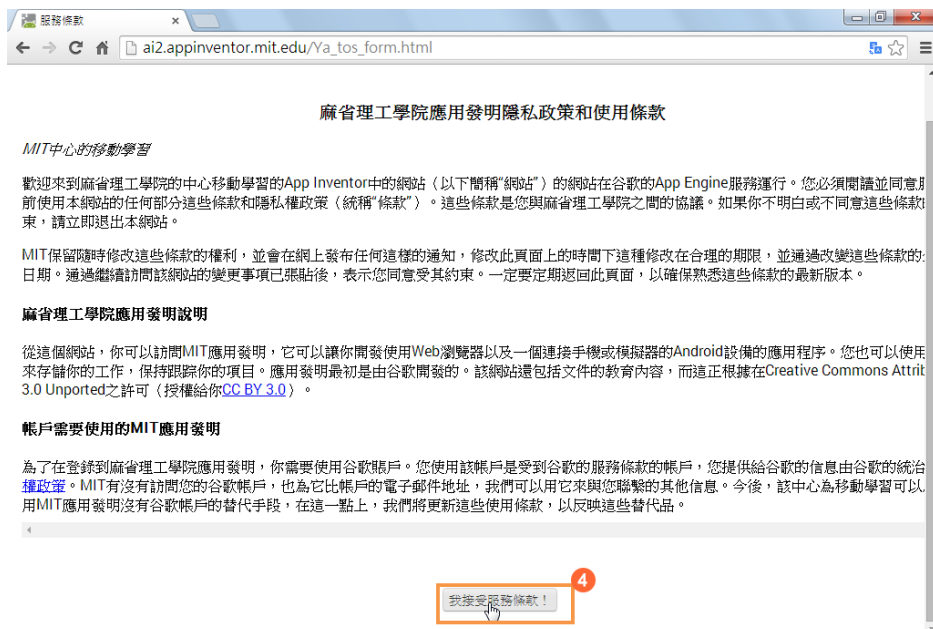 服務條款
ai2.appinventor.mit.edu/Ya_tos_form.html
麻省理工學院應用發明隱私政策和使用條款
MIT中心的移動學習
歡迎來到麻省理工學院的中心移動學習的App Inventor中的網站（以下簡稱“網站”）的網站在谷歌的App Engine服務運行。您必須閱讀並同意
前使用本網站的任何部分這些條款和隱私權政策（統稱“條款”）。這些條款是您與麻省理工學院之間的協議。如果你不明白或不同意這些條款
束，請立即退出本網站。
MIT保留隨時修改這些條款的權利，並會在網上發布任何這樣的通知，修改此頁面上的時間下這種修改在合理的期限，並通過改變這些條款的
日期。通過繼續訪問該網站的變更事項已張貼後，表示您同意受其約束。一定要定期返回此頁面，以確保熟悉這些條款的最新版本。
麻省理工學院應用發明說明
從這個網站，你可以訪問MIT應用發明，它可以讓你開發使用Web瀏覽器以及一個連接手機或模擬器的Android設備的應用程序。您也可以使用
來存儲你的工作，保持跟踪你的項目。應用發明最初是由谷歌開發的。該網站還包括文件的教育內容，而這正根據在Creative Commons Attrib
3.0 Unported之許可（授權給你CC BY 3.0）。
帳戶需要使用的MIT應用發明
為了在登錄到麻省理工學院應用發明，你需要使用谷歌賬戶。您使用該帳戶是受到谷歌的服務條款的帳戶，您提供給谷歌的信息由谷歌的統治
權政策。MIT有沒有訪問您的谷歌帳戶，也為它比帳戶的電子郵件地址，我們可以用它來與您聯繫的其他信息。今後，該中心為移動學習可以
用MIT應用發明沒有谷歌帳戶的替代手段，在這一點上，我們將更新這些使用條款，以反映這些替代品。
4
我接受服務條款！